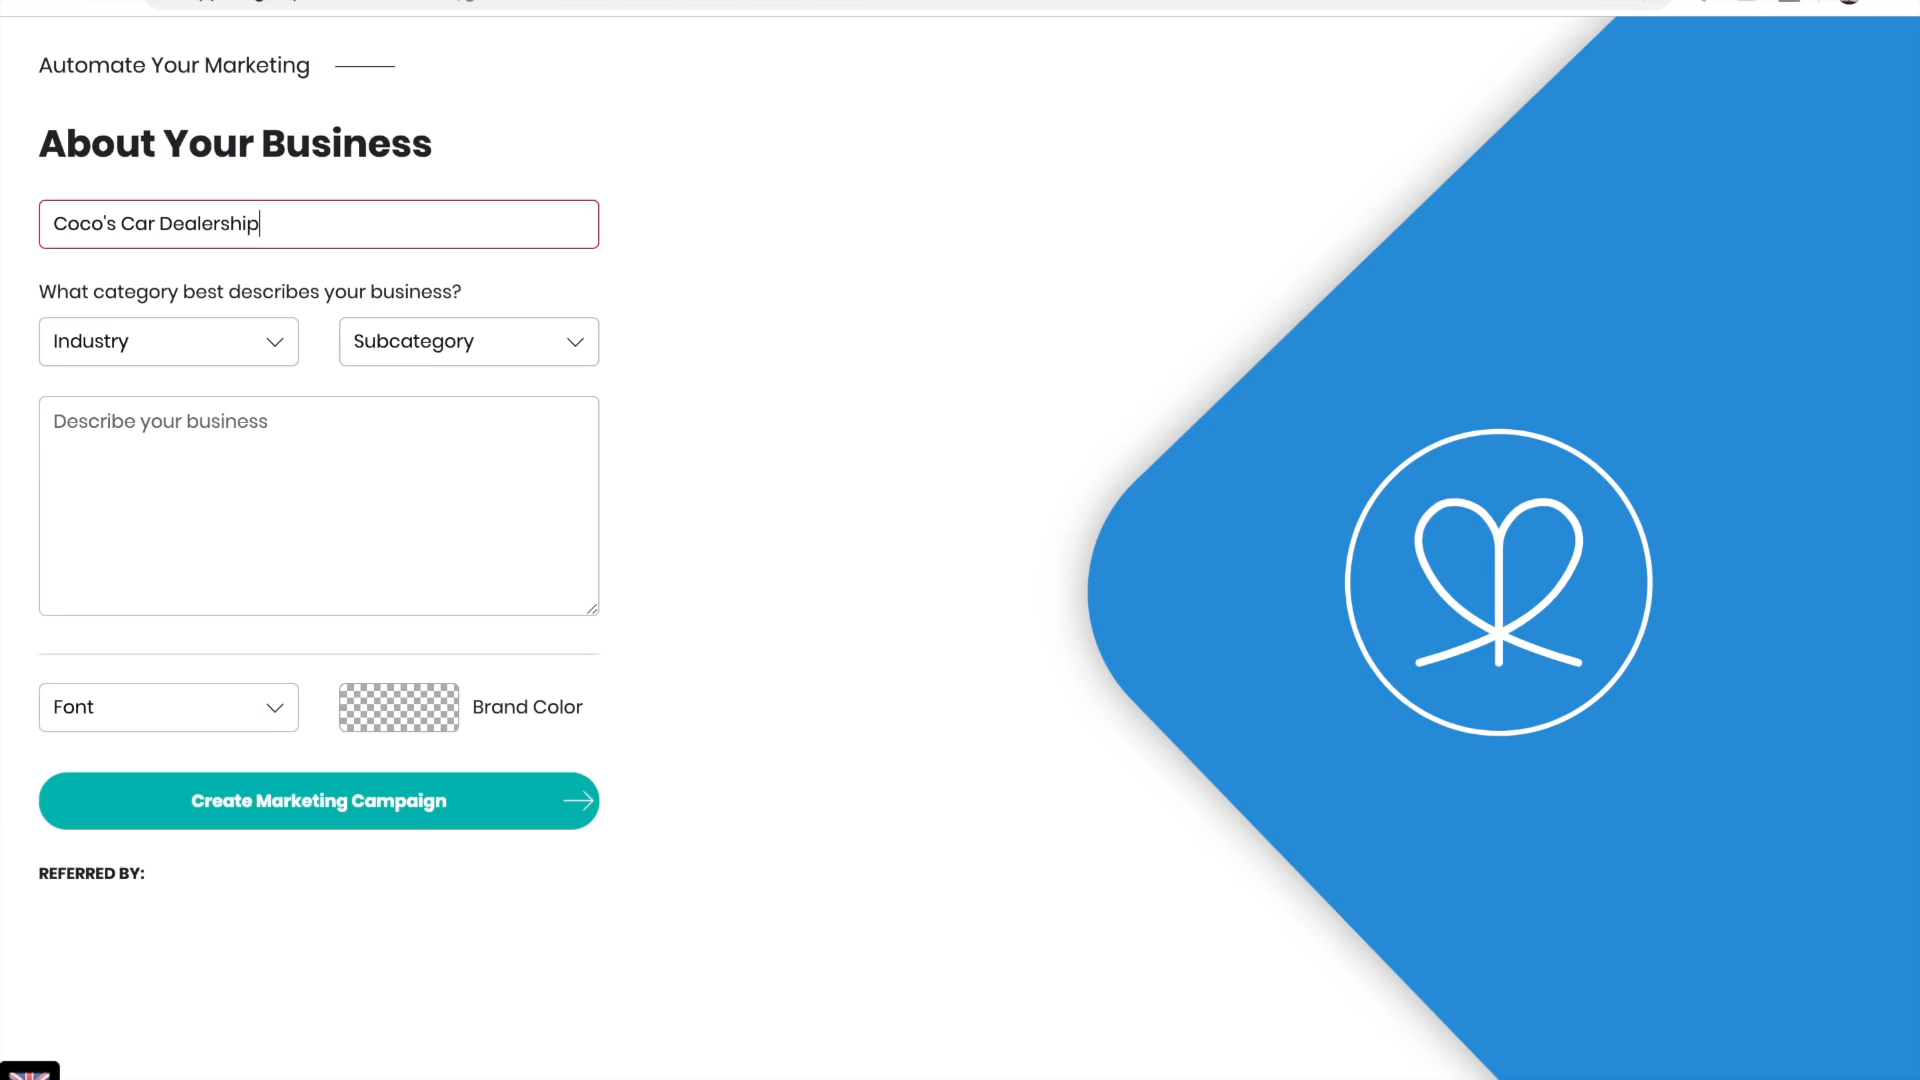 Automate Your Marketing
About Your Business
Coco's Car Dealership
What category best describes your business?
Industry
Subcategory
Describe your business
Font
Brand Color
Create Marketing Campaign
REFERRED BY: